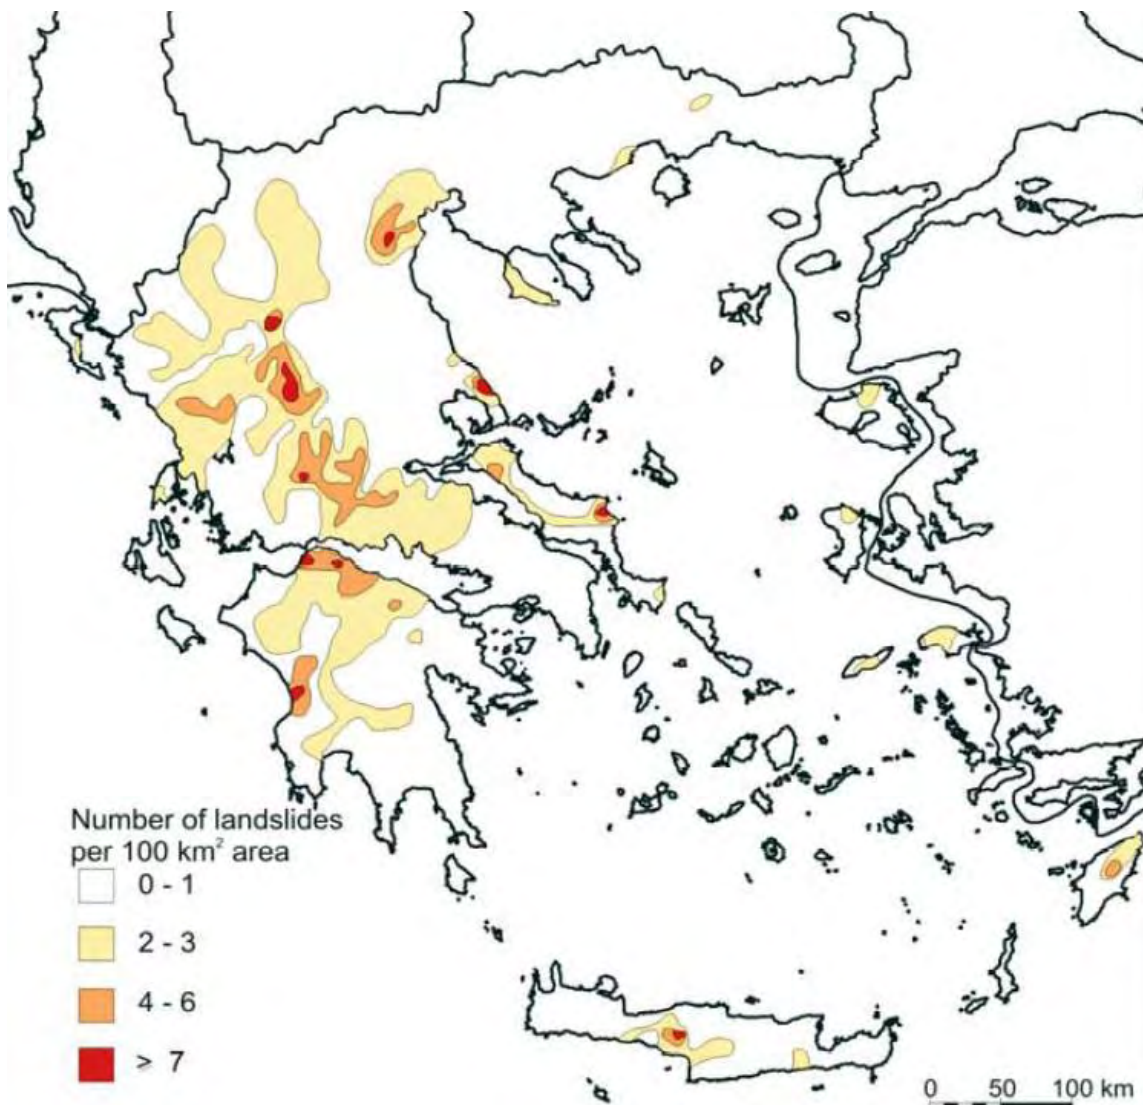 Number of landslides
per 100 km² area
0 - 1
2 - 3
4 - 6
≥ 7
0 50 100 km